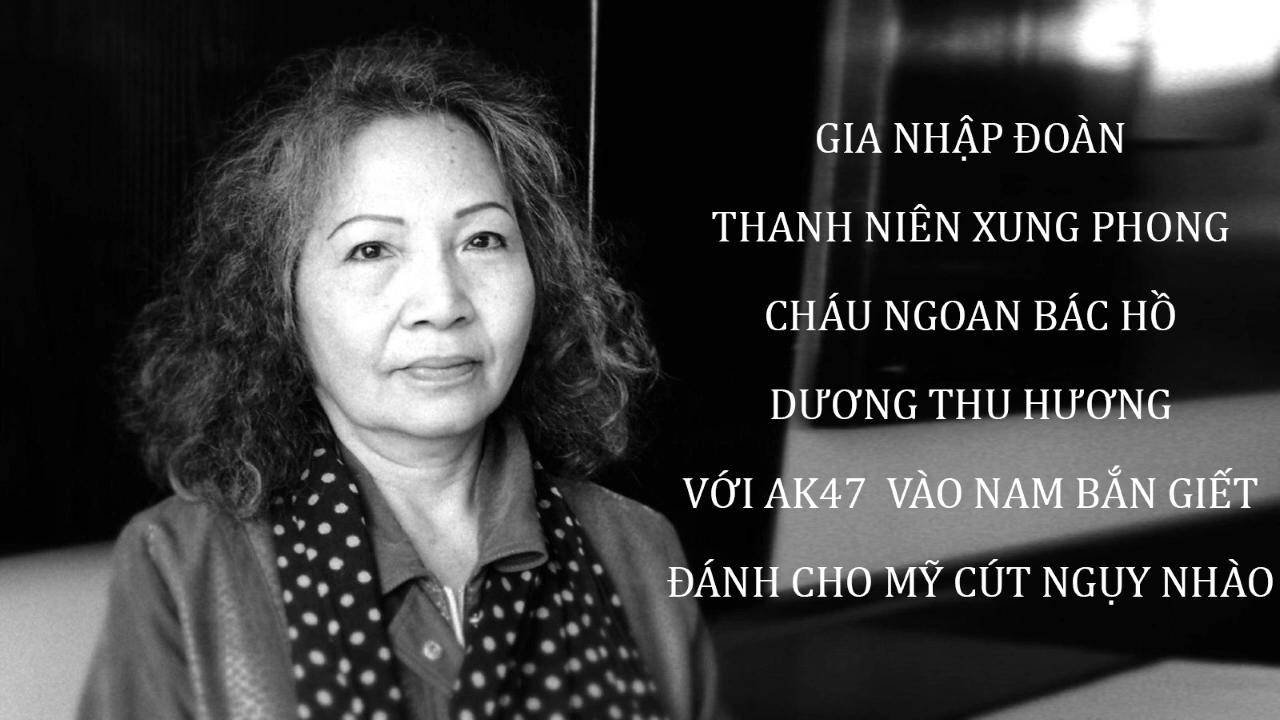 GIA NHẬP ĐOÀN
THANH NIÊN XUNG PHONG
CHÁU NGOAN BÁC HỒ
DƯƠNG THU HƯƠNG
VỚI AK47 VÀO NAM BẮN GIẾT
ĐÁNH CHO MỸ CÚT NGỤY NHÀO